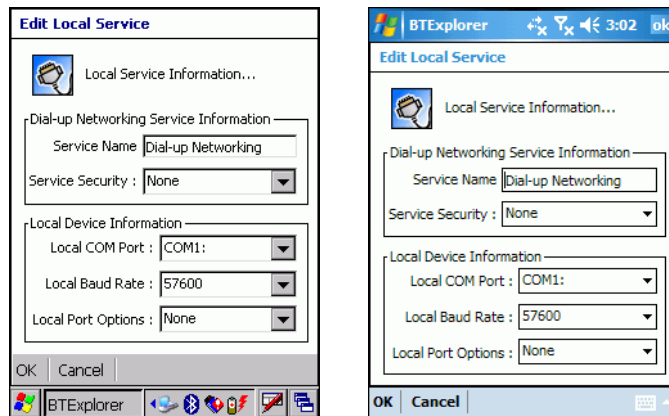 Edit Local Service
Local Service Information...
Dial-up Networking Service Information
Service Name Dial-up Networking
Service Security : None
Local Device Information
Local COM Port : COM1:
Local Baud Rate : 57600
Local Port Options : None
OK Cancel
BTExplorer
BTExplorer 3:02 ok
Edit Local Service
Local Service Information...
Dial-up Networking Service Information
Service Name Dial-up Networking
Service Security : None
Local Device Information
Local COM Port : COM1:
Local Baud Rate : 57600
Local Port Options : None
OK Cancel